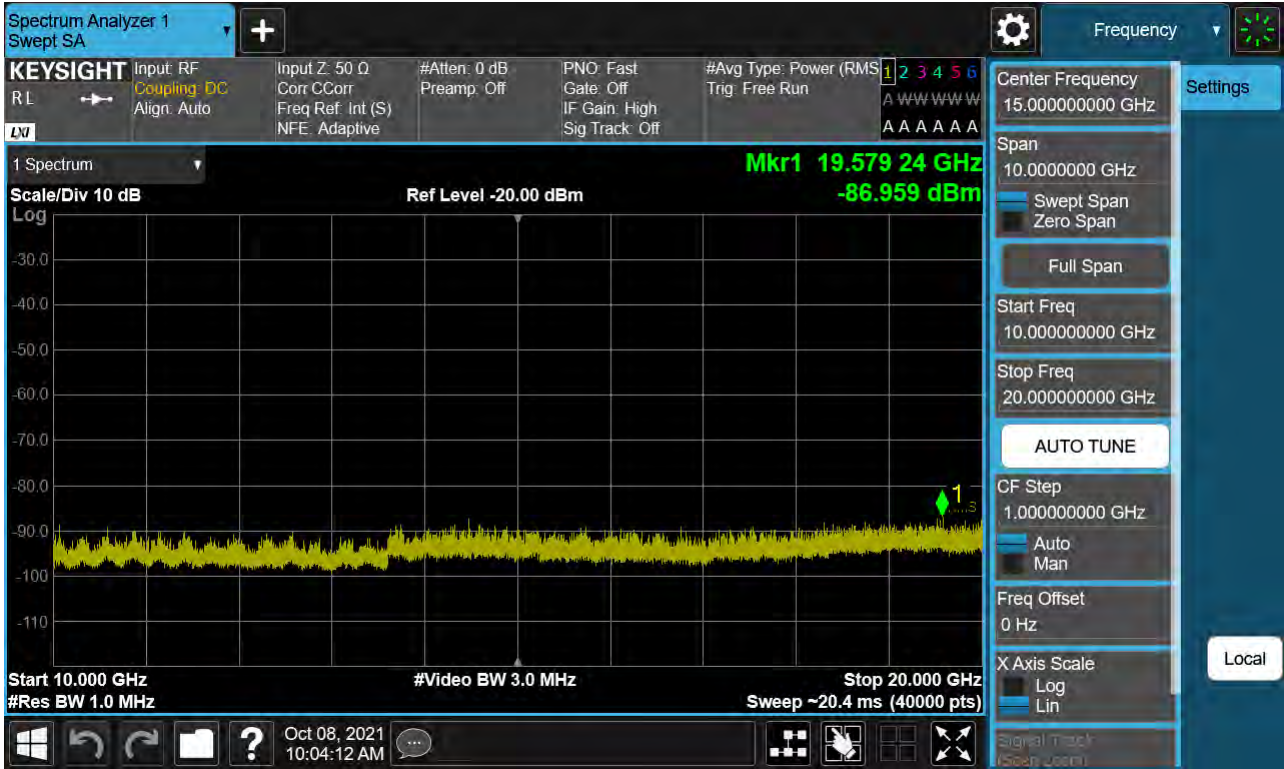 Spectrum Analyzer 1
Swept SA
Frequency
KEYSIGHT
Input: RF
Coupling: DC
Align: Auto
Input Z: 50 Ω
Corr CCorr
Freq Ref: Int (S)
NFE: Adaptive
#Atten: 0 dB
Preamp: Off
PNO: Fast
Gate: Off
IF Gain: High
Sig Track: Off
#Avg Type: Power (RMS
Trig: Free Run
1 2 3 4 5 6
A W W W W W
A A A A A A
R L
LXI
1 Spectrum
Scale/Div 10 dB
Log
Ref Level -20.00 dBm
Mkr1 19.579 24 GHz
-86.959 dBm
-30.0
-40.0
-50.0
-60.0
-70.0
-80.0
-90.0
-100
-110
1
Start 10.000 GHz
#Res BW 1.0 MHz
#Video BW 3.0 MHz
Stop 20.000 GHz
Sweep ~20.4 ms (40000 pts)
Center Frequency
15.000000000 GHz
Settings
Span
10.0000000 GHz
Swept Span
Zero Span
Full Span
Start Freq
10.000000000 GHz
Stop Freq
20.000000000 GHz
AUTO TUNE
CF Step
1.000000000 GHz
Auto
Man
Freq Offset
0 Hz
X Axis Scale
Log
Lin
Signal Track
(Span Zoom)
Local
?
Oct 08, 2021
10:04:12 AM